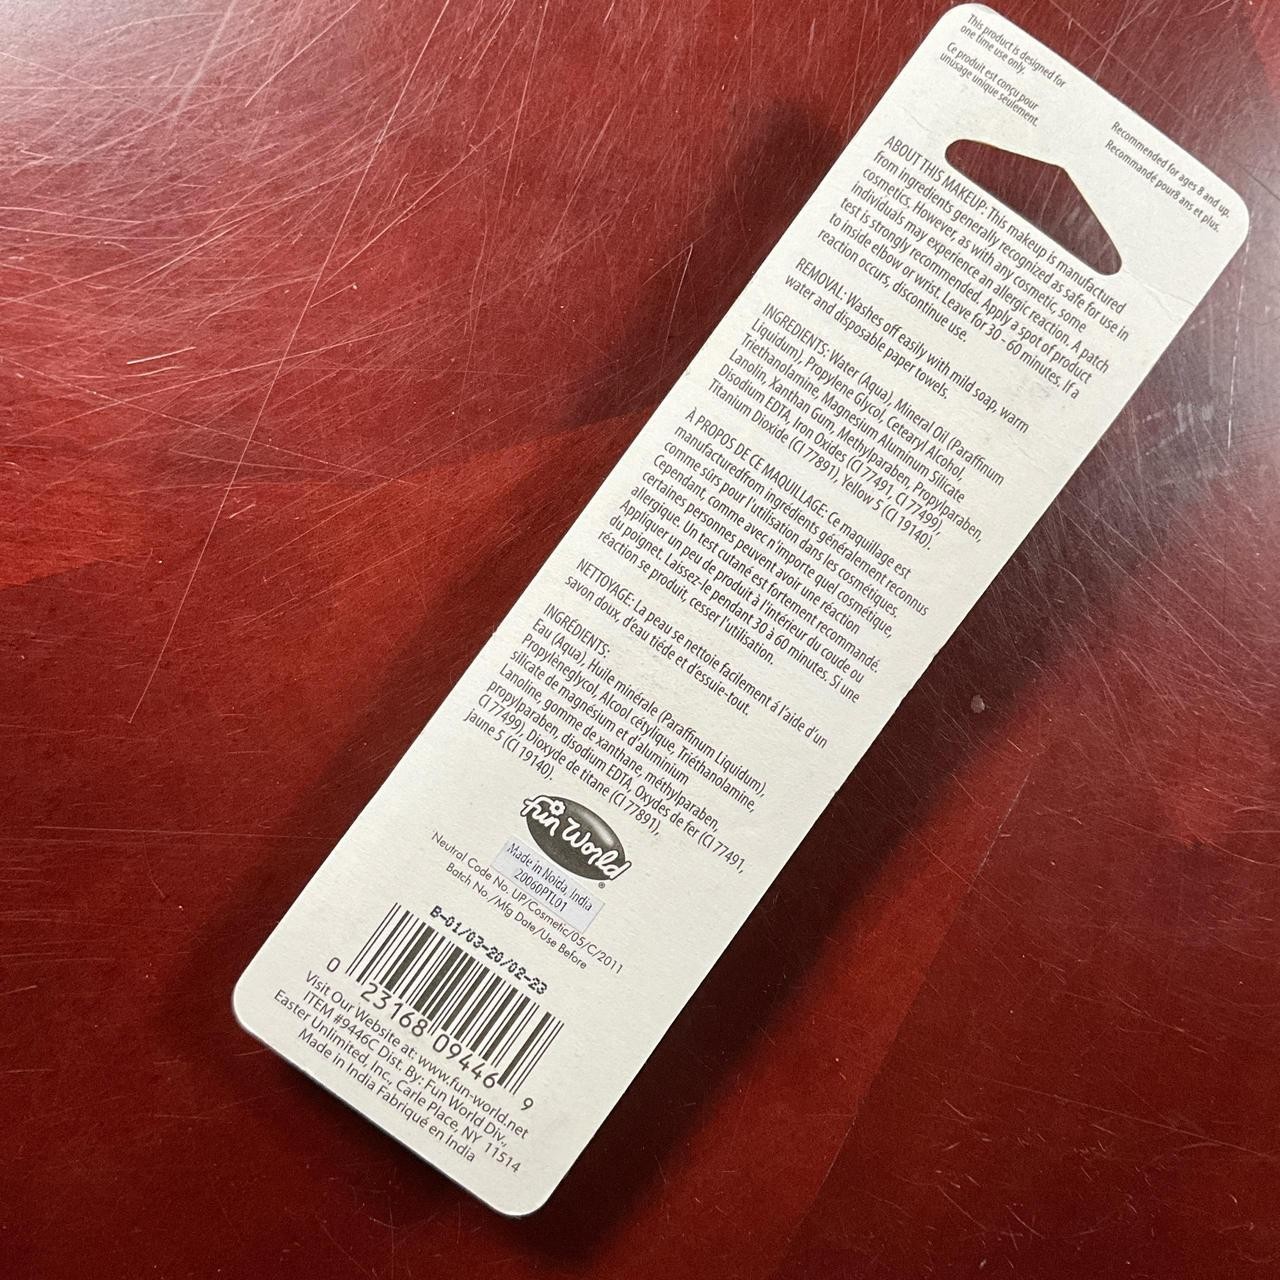 This product is designed for
one time use only.
Ce produit est conçu pour
unusage unique seulement.
Recommended for ages 8 and up.
Recommandé pour8 ans et plus.
ABOUT THIS MAKEUP: This makeup is manufactured
from ingredients generally recognized as safe for use in
cosmetics. However, as with any cosmetic, some
individuals may experience an allergic reaction. A patch
test is strongly recommended. Apply a spot of product
to inside elbow or wrist. Leave for 30 - 60 minutes. If a
reaction occurs, discontinue use.
REMOVAL: Washes off easily with mild soap, warm
water and disposable paper towels.
INGREDIENTS: Water (Aqua), Mineral Oil (Paraffinum
Liquidum), Propylene Glycol, Cetearyl Alcohol,
Triethanolamine, Magnesium Aluminum Silicate
Lanolin, Xanthan Gum, Methylparaben, Propylparaben,
Disodium EDTA, Iron Oxides (CI 77491, CI 77499),
Titanium Dioxide (CI 77891), Yellow 5 (CI 19140).
À PROPOS DE CE MAQUILLAGE: Ce maquillage est
manufacturedfrom ingrédients généralement reconnus
comme sûrs pour l'utilisation dans les cosmétiques.
Cependant, comme avec n'importe quel cosmétique,
certaines personnes peuvent avoir une réaction
allergique. Un test cutané est fortement recommandé.
Appliquer un peu de produit à l'intérieur du coude ou
du poignet. Laissez-le pendant 30 à 60 minutes. Si une
réaction se produit, cesser l'utilisation.
NETTOYAGE: La peau se nettoie facilement á l'aide d'un
savon doux, d'eau tiéde et d'essuie-tout.
INGRÉDIENTS:
Eau (Aqua), Huile minérale (Paraffinum Liquidum),
Propylèneglycol, Alcool cétylique, Triéthanolamine,
silicate de magnésium et d'aluminium
Lanoline, gomme de xanthane, méthylparaben,
propylparaben, disodium EDTA, Oxydes de fer (CI 77491,
CI 77499), Dioxyde de titane (CI 77891),
Jaune 5 (CI 19140).
fun World®
Made in Noida, India
20060PTL01
Neutral Code No. UP/Cosmetic/05/C/2011
Batch No./Mfg Date/Use Before
B-01/03-20/02-23
0 23168 09446 9
Visit Our Website at: www.fun-world.net
ITEM #9446C Dist. By: Fun World Div.,
Easter Unlimited, Inc., Carle Place, NY 11514
Made in India Fabriqué en India